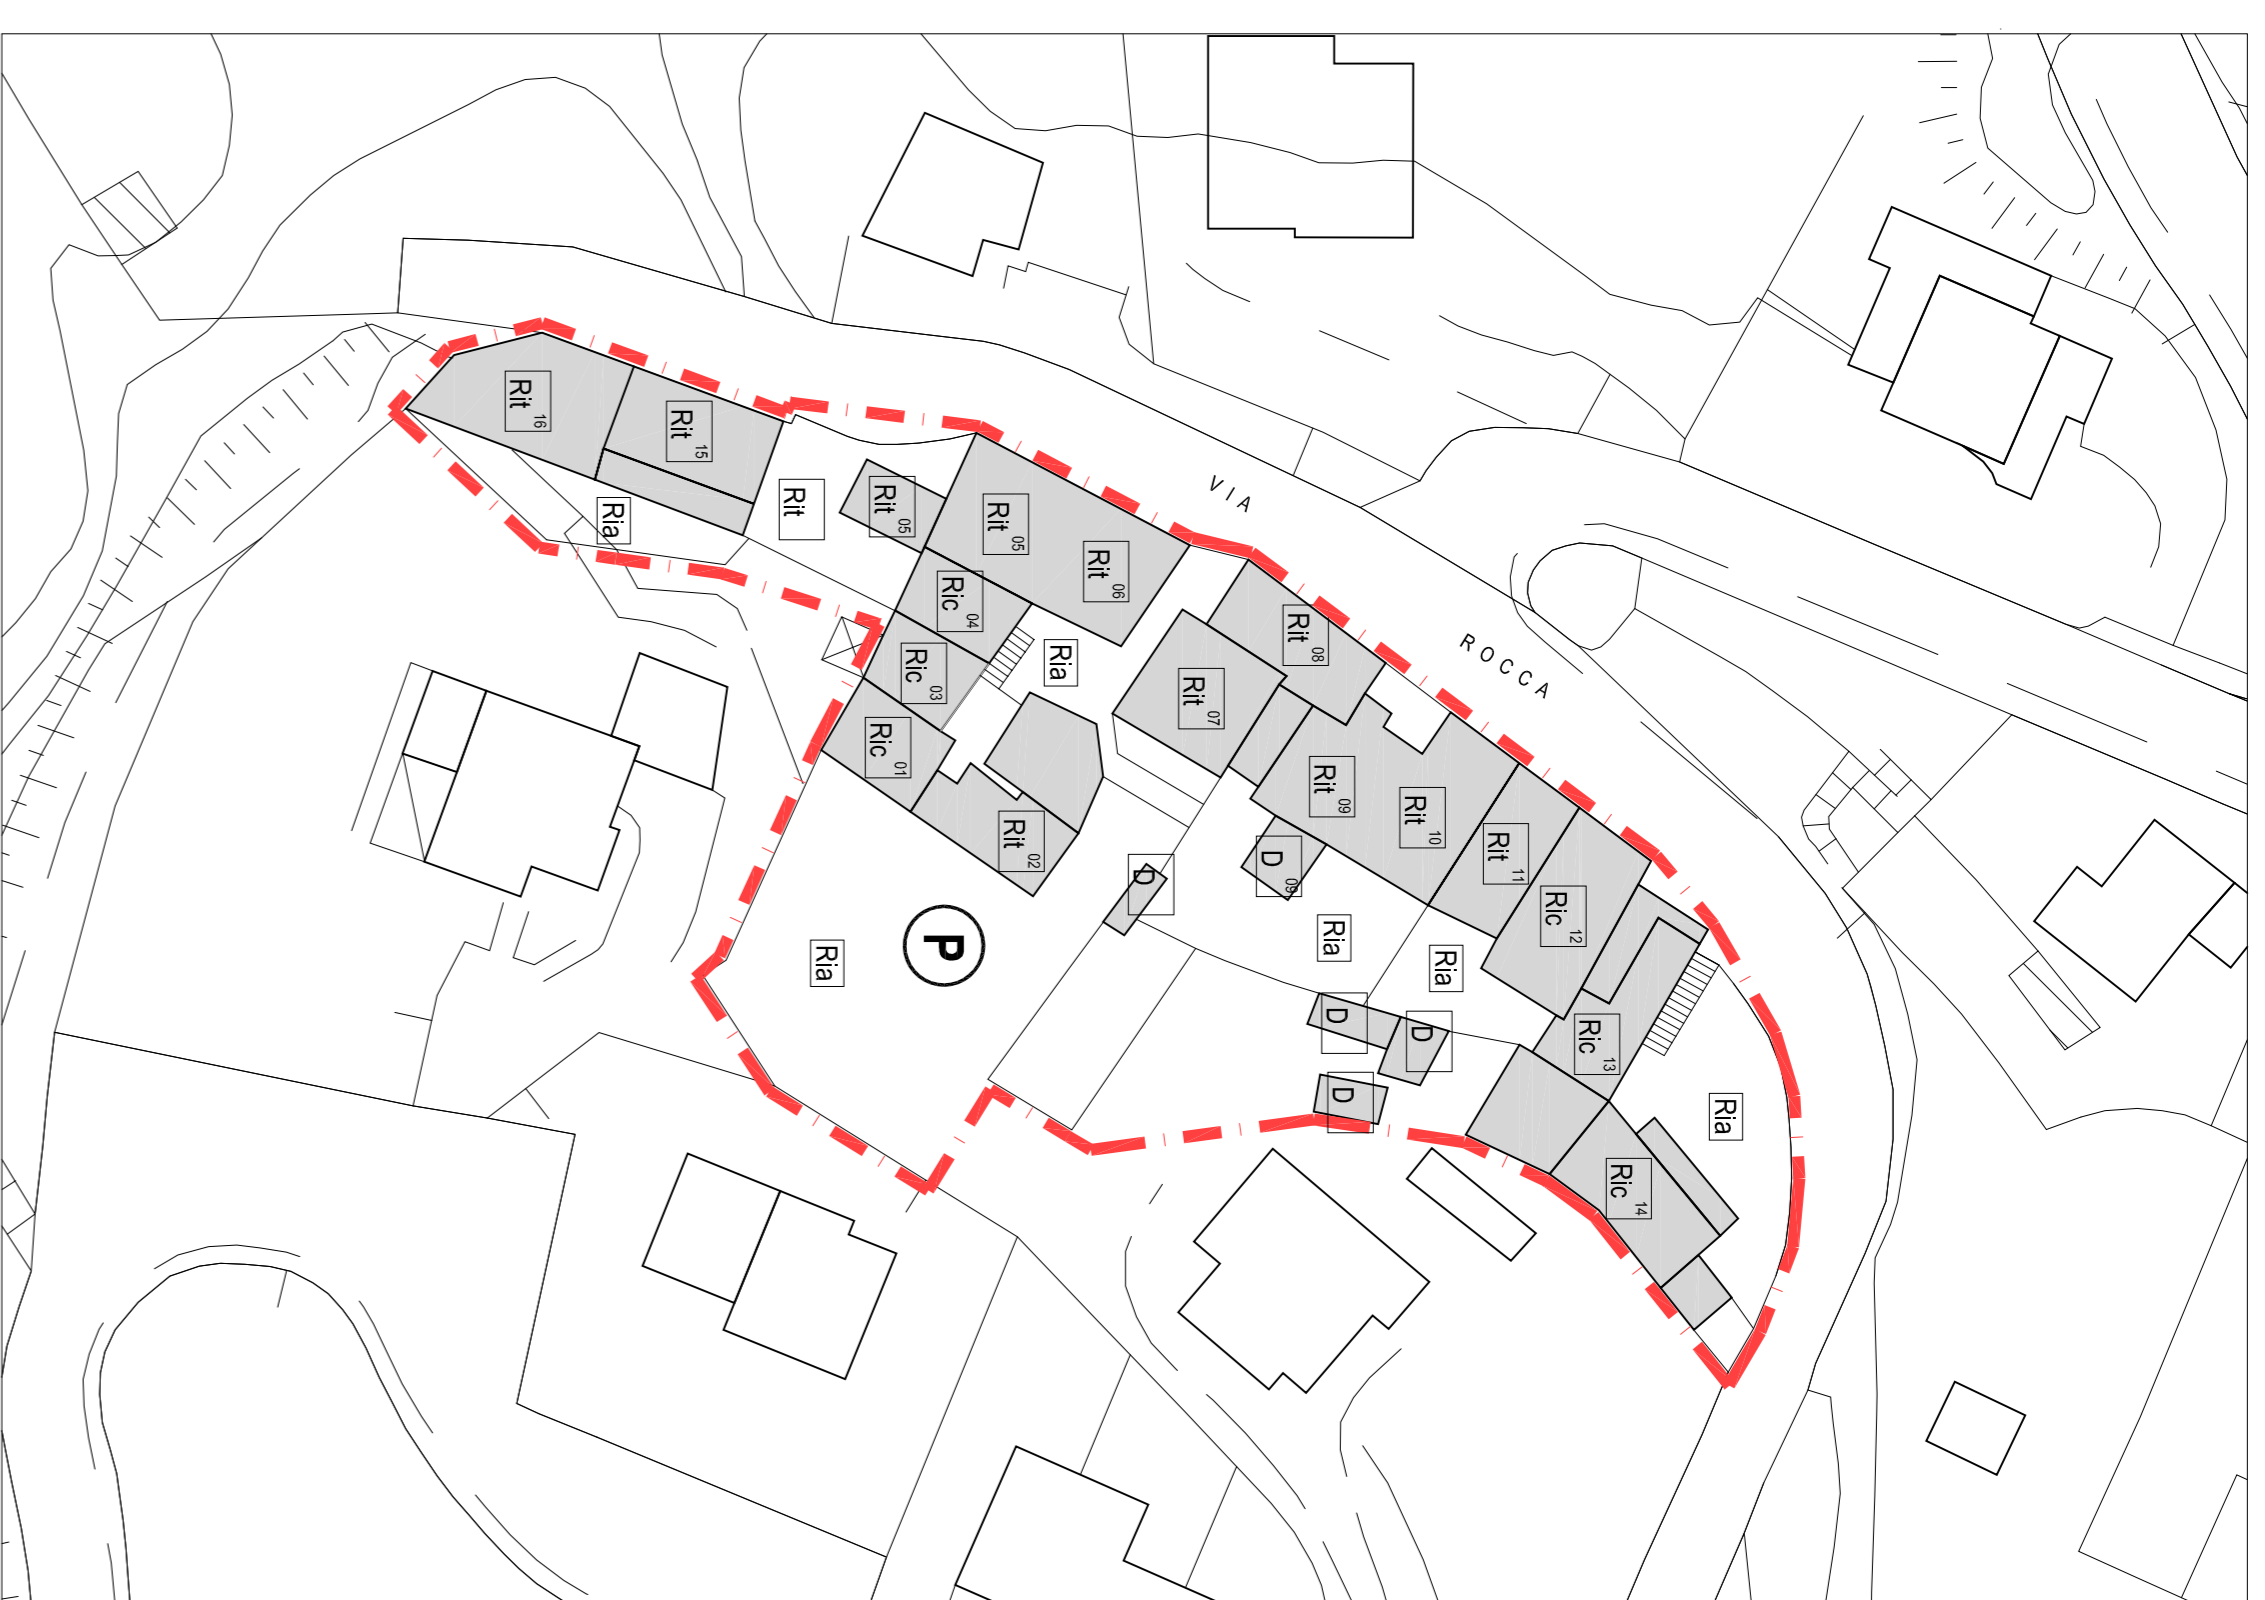 VIA
ROCCA
Rit 16
Rit 15
Ria
Rit
Rit 05
Rit 05
Rit 06
Ric 04
Ric 03
Ria
Ric 01
Rit 02
Rit 08
Rit 07
Rit 09
Rit 10
Rit 11
Ric 12
D
D 09
Ria
Ria
P
Ria
D
D
D
Ric 13
Ria
Ric 14